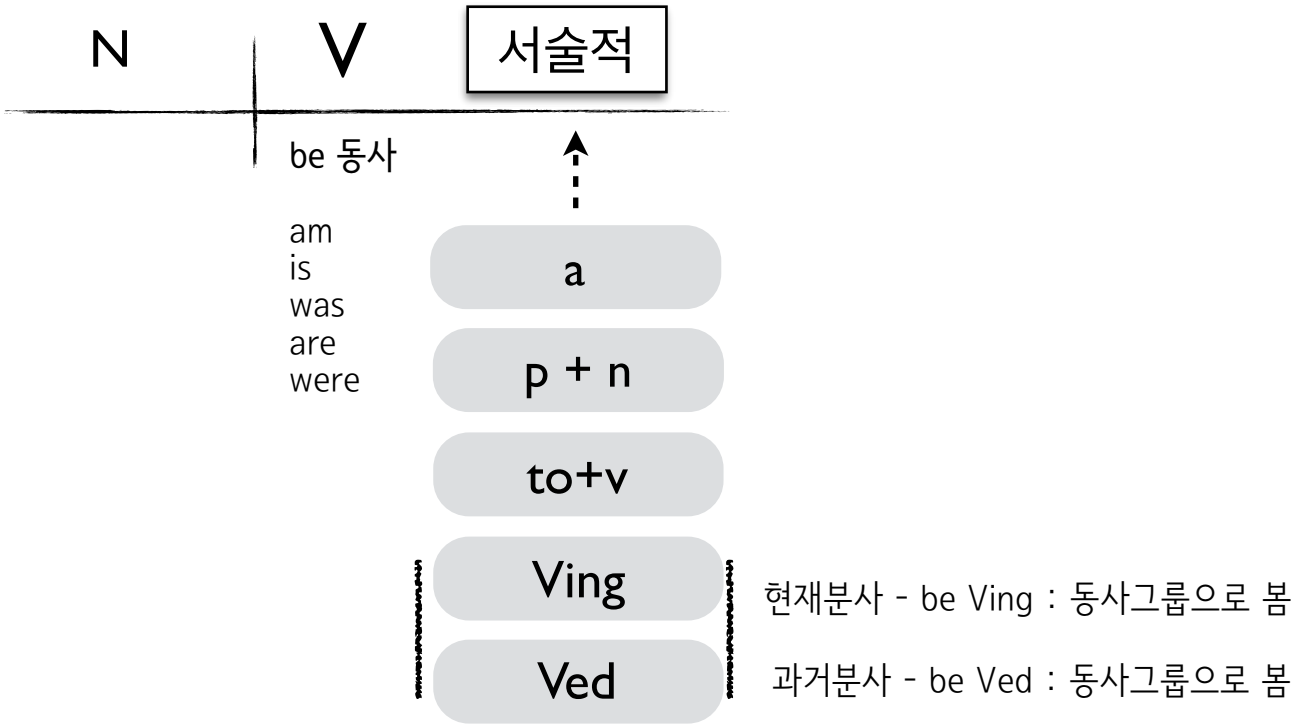 N V 서술적
be 동사
am
is
was
are
were
a
p + n
to+v
Ving
현재분사 - be Ving : 동사그룹으로 봄
Ved
과거분사 - be Ved : 동사그룹으로 봄